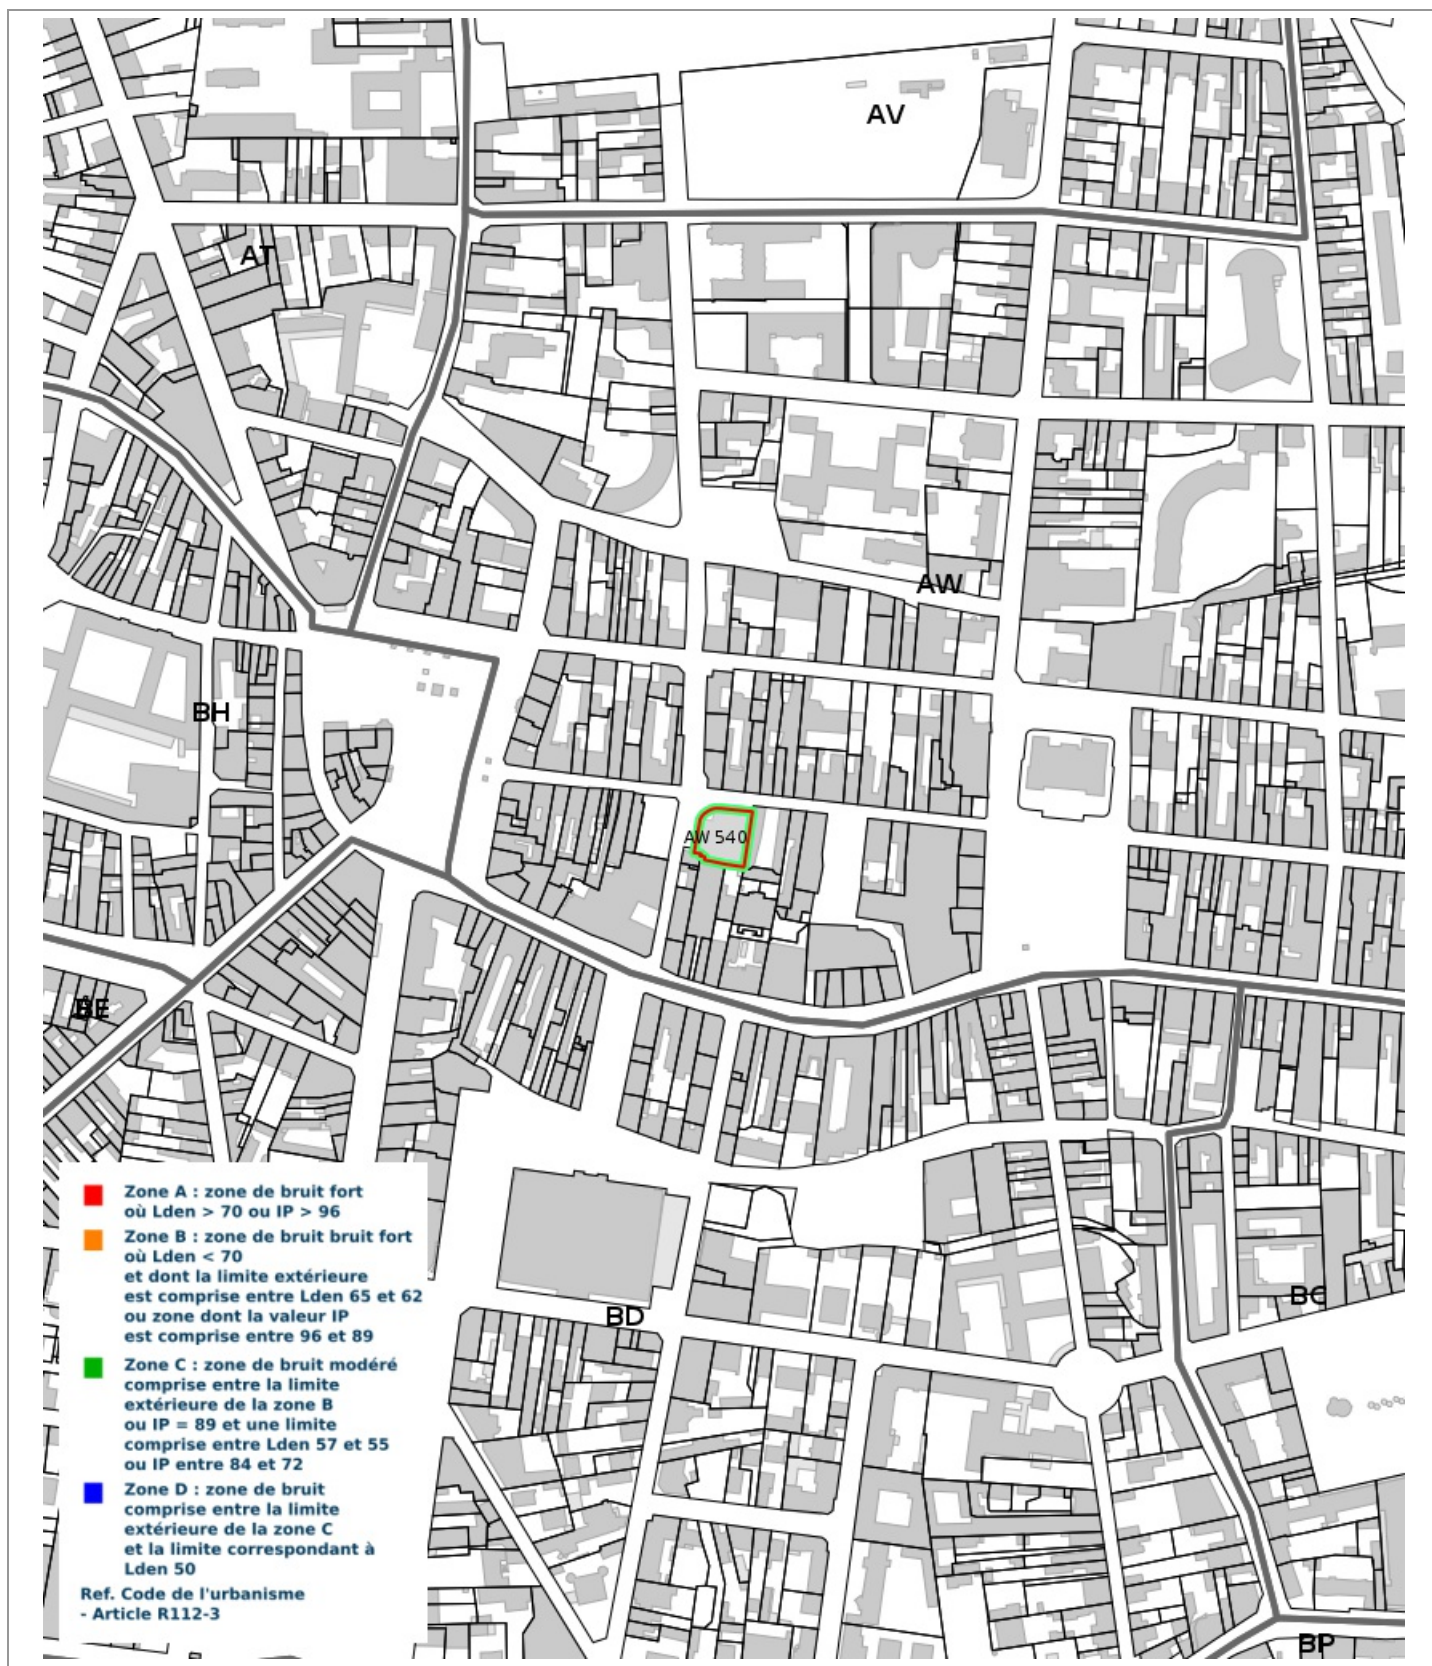 AV
AT
AW
BH
AW 540
BE
Zone A : zone de bruit fort
où Lden > 70 ou IP > 96
Zone B : zone de bruit bruit fort
où Lden < 70
et dont la limite extérieure
est comprise entre Lden 65 et 62
ou zone dont la valeur IP
est comprise entre 96 et 89
Zone C : zone de bruit modéré
comprise entre la limite
extérieure de la zone B
ou IP = 89 et une limite
comprise entre Lden 57 et 55
ou IP entre 84 et 72
Zone D : zone de bruit
comprise entre la limite
extérieure de la zone C
et la limite correspondant à
Lden 50
Ref. Code de l'urbanisme
- Article R112-3
BD
BC
BP